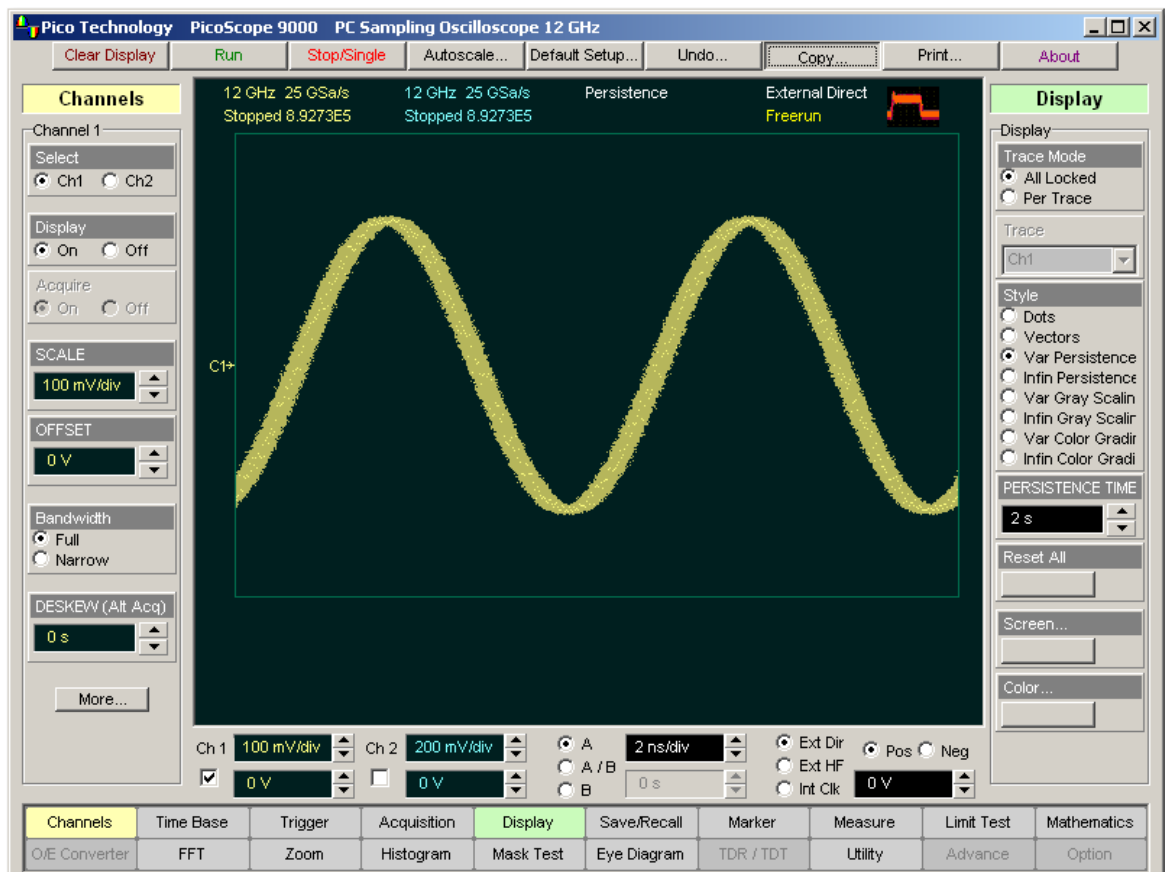 Pico Technology PicoScope 9000 PC Sampling Oscilloscope 12 GHz
Clear Display Run Stop/Single Autoscale... Default Setup... Undo... Copy... Print... About
Channels
Channel 1
Select
Ch1 Ch2
Display
On Off
Acquire
On Off
SCALE
100 mV/div
OFFSET
0 V
Bandwidth
Full
Narrow
DESKEW (Alt Acq)
0 s
More...
12 GHz 25 GSa/s 12 GHz 25 GSa/s Persistence External Direct
Stopped 8.9273E5 Stopped 8.9273E5 Freerun
C1
Display
Display
Trace Mode
All Locked
Per Trace
Trace
Ch1
Style
Dots
Vectors
Var Persistence
Infin Persistence
Var Gray Scalin
Infin Gray Scalin
Var Color Gradin
Infin Color Gradi
PERSISTENCE TIME
2 s
Reset All
Screen...
Color...
Ch 1 100 mV/div Ch 2 200 mV/div A 2 ns/div Ext Dir Pos Neg
A / B Ext HF
0 V 0 V B 0 s Int Clk 0 V
Channels Time Base Trigger Acquisition Display Save/Recall Marker Measure Limit Test Mathematics
O/E Converter FFT Zoom Histogram Mask Test Eye Diagram TDR / TDT Utility Advance Option